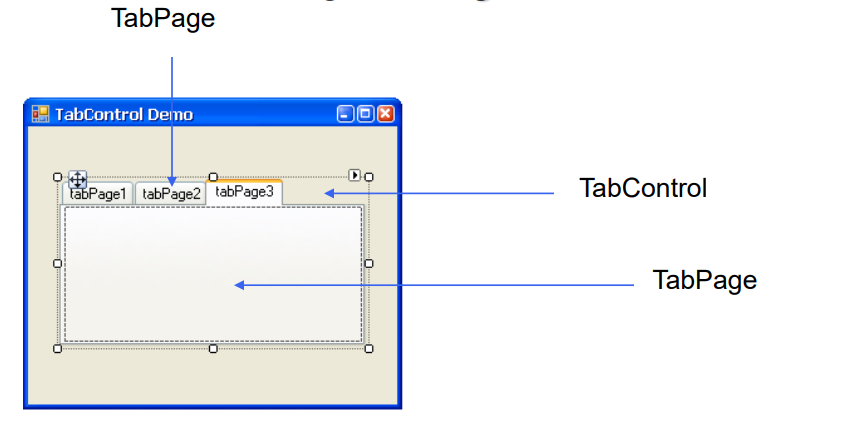 TabPage
TabControl Demo
tabPage1 tabPage2 tabPage3
TabControl
TabPage